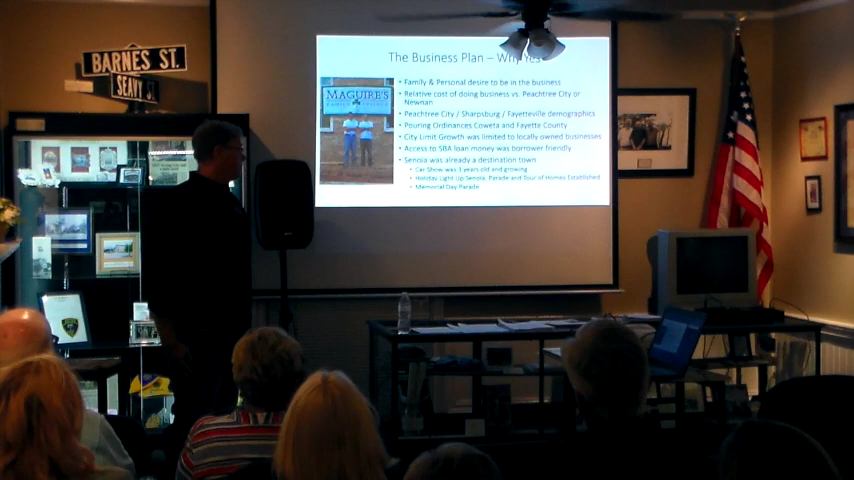 BARNES ST.
SEAVY ST
The Business Plan – Why Yes
MAGUIRE'S
• Family & Personal desire to be in the business
• Relative cost of doing business vs. Peachtree City or
Newnan
• Peachtree City / Sharpsburg / Fayetteville demographics
• Pouring Ordinances Coweta and Fayette County
• City Limit Growth was limited to locally owned businesses
• Access to SBA loan money was borrower friendly
• Senoia was already a destination town
• Car Show was 3 years old and growing
• Holiday Light Up Senoia, Parade and Tour of Homes Established
• Memorial Day Parade